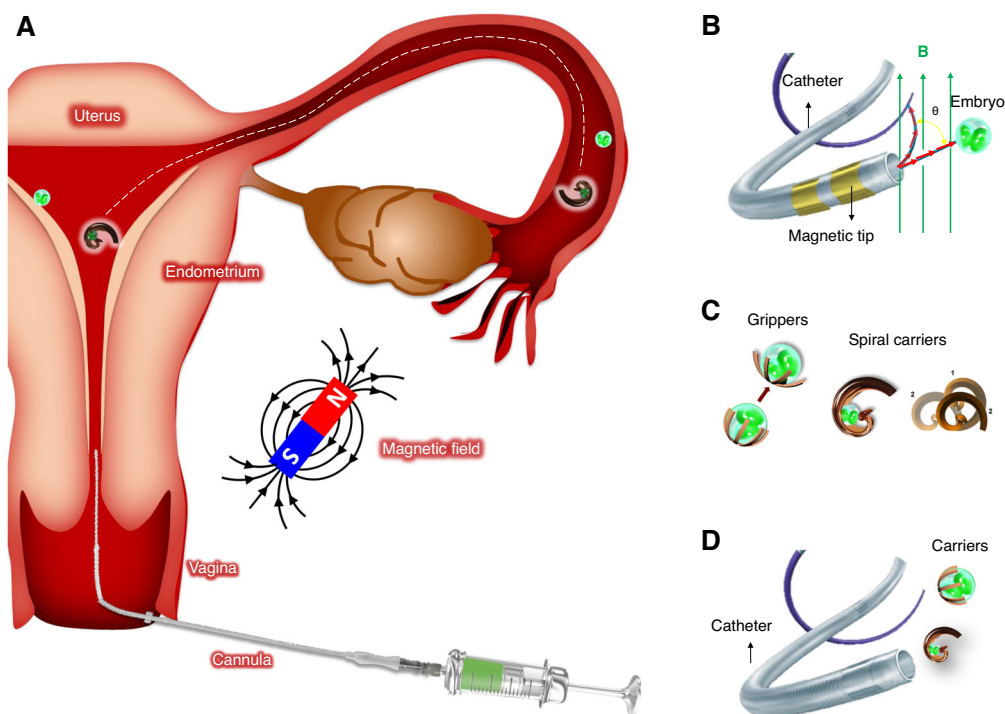 A
Uterus
Endometrium
N
S
Magnetic field
Vagina
Cannula
B
B
Catheter
θ
Embryo
Magnetic tip
C
Grippers
Spiral carriers
1
2
2
D
Carriers
Catheter